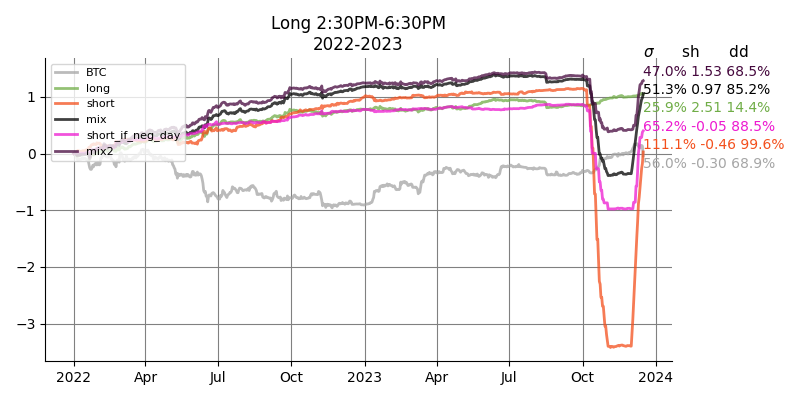 Long 2:30PM-6:30PM
2022-2023
σ sh dd
47.0% 1.53 68.5%
51.3% 0.97 85.2%
25.9% 2.51 14.4%
65.2% -0.05 88.5%
111.1% -0.46 99.6%
56.0% -0.30 68.9%
BTC
long
short
mix
short_if_neg_day
mix2
1
0
−1
−2
−3
2022 Apr Jul Oct 2023 Apr Jul Oct 2024